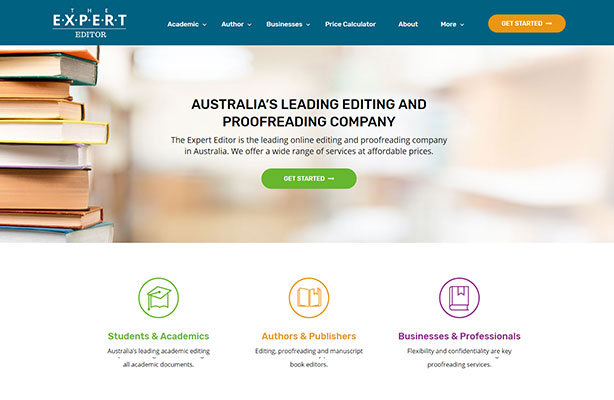 THE
EXPERT
EDITOR
Academic Author Businesses Price Calculator About More GET STARTED
AUSTRALIA'S LEADING EDITING AND
PROOFREADING COMPANY
The Expert Editor is the leading online editing and proofreading company
in Australia. We offer a wide range of services at affordable prices.
GET STARTED
Students & Academics
Australia's leading academic editing
all academic documents.
Authors & Publishers
Editing, proofreading and manuscript
book editors.
Businesses & Professionals
Flexibility and confidentiality are key
proofreading services.